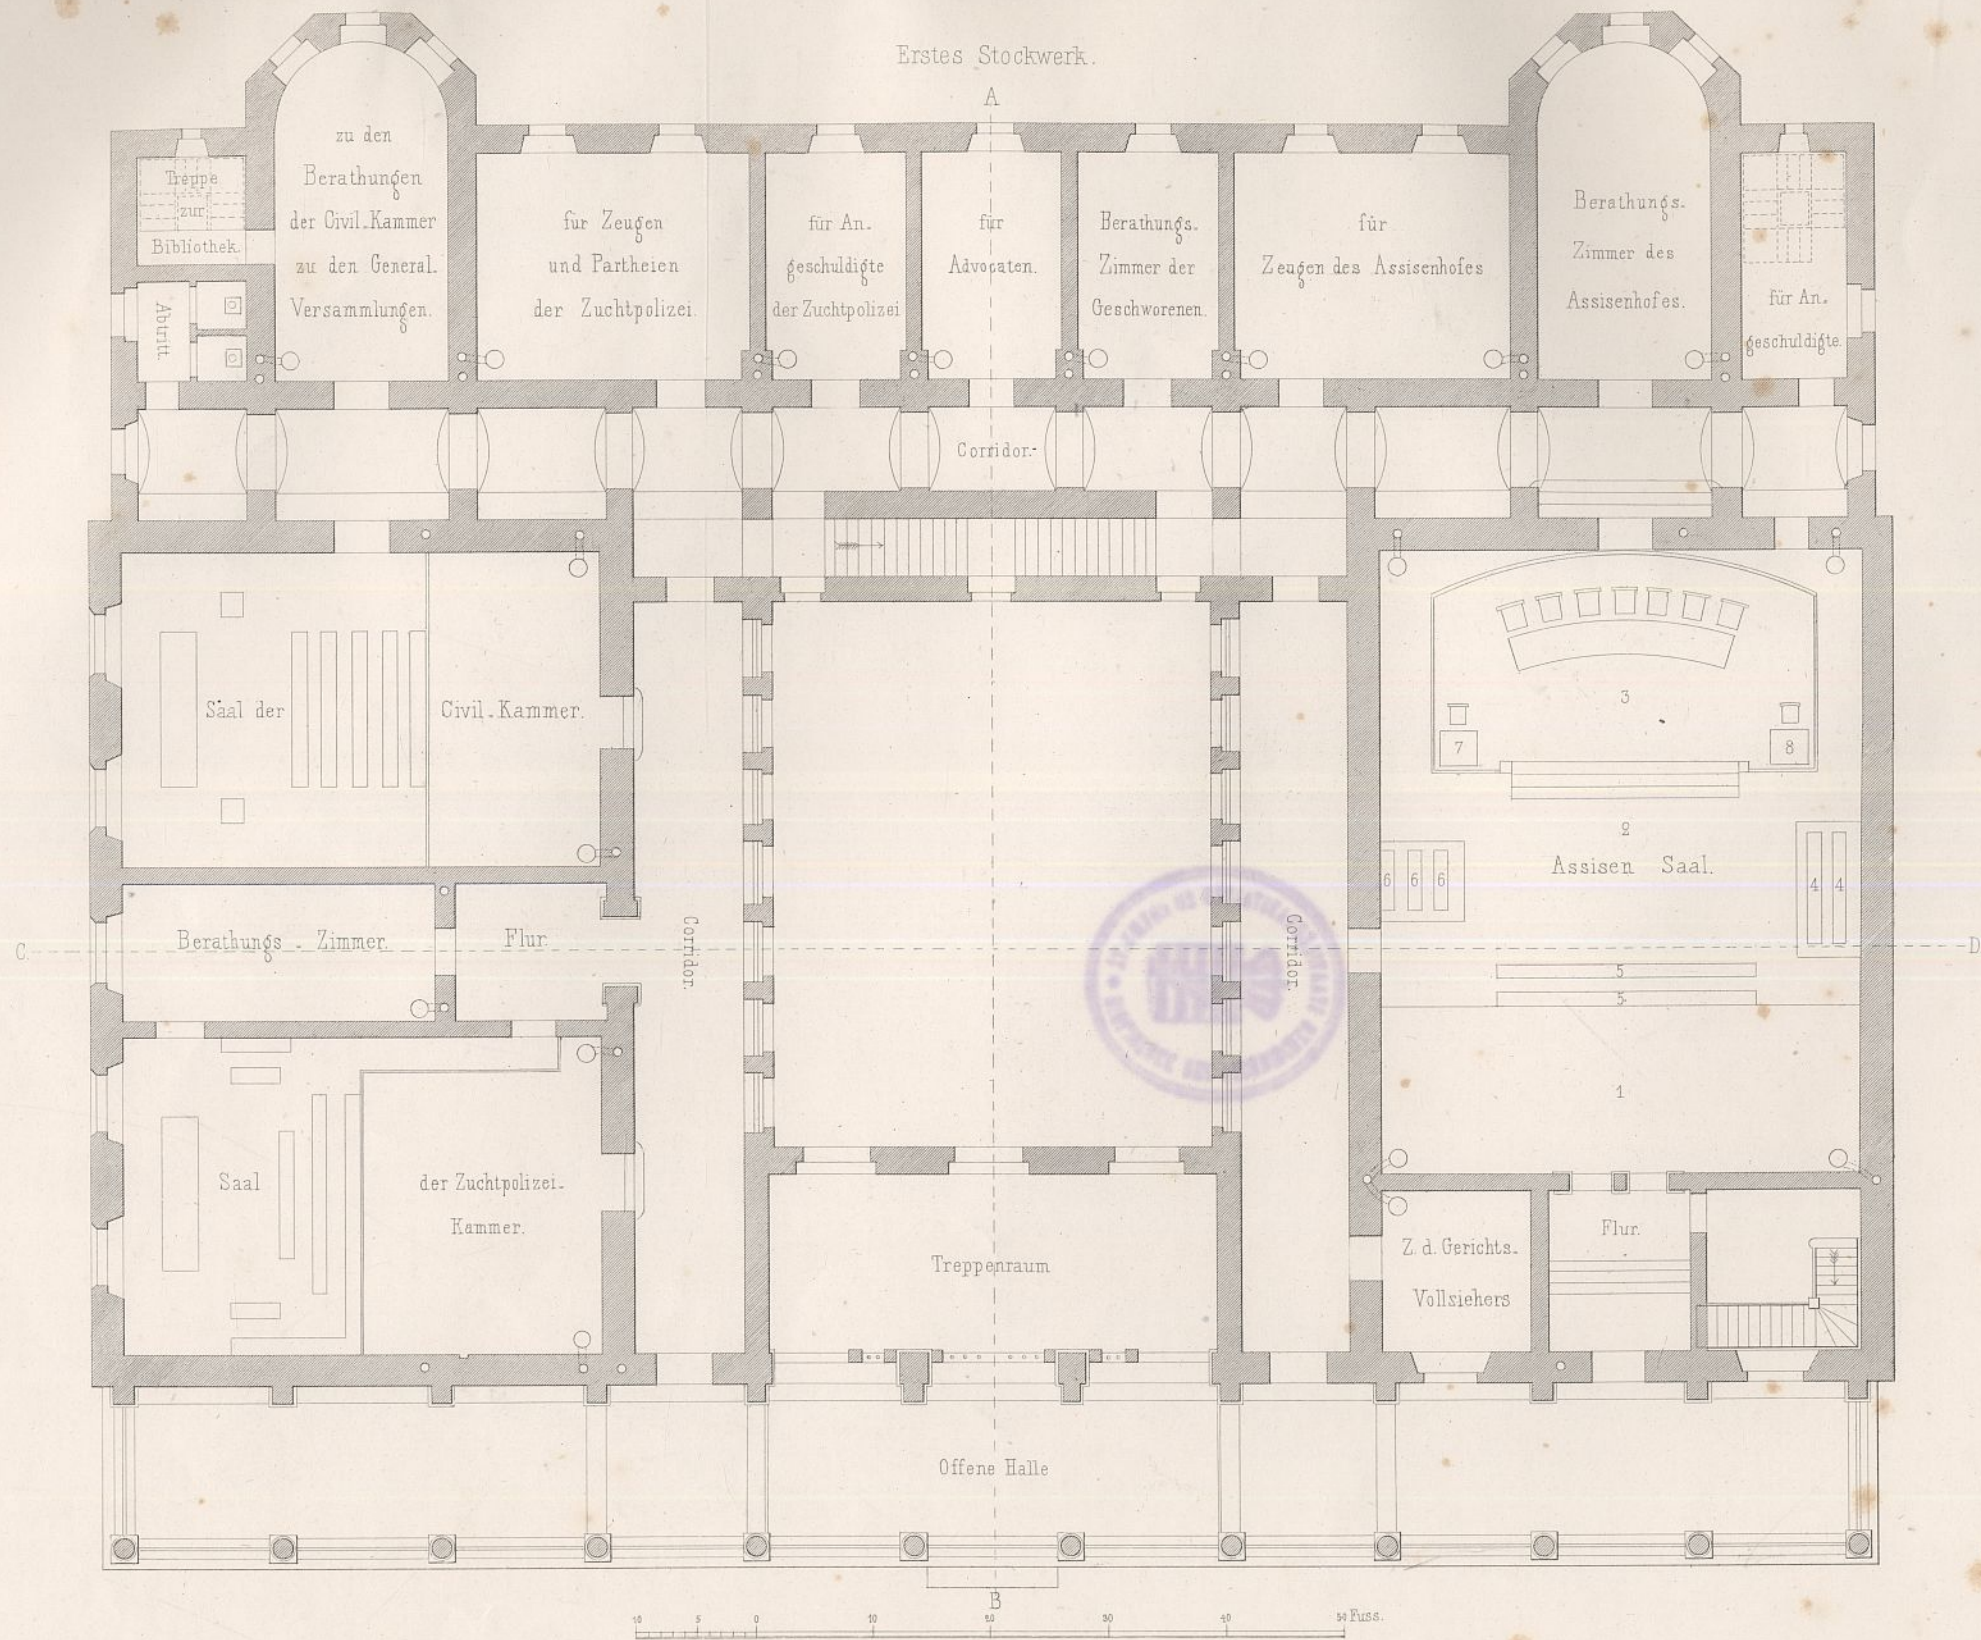 Erstes Stockwerk.
A
Treppe
zur
Bibliothek.
Abtritt.
zu den
Berathungen
der Civil-Kammer
zu den General-
Versammlungen.
für Zeugen
und Partheien
der Zuchtpolizei.
für An-
geschuldigte
der Zuchtpolizei
für
Advocaten.
Berathungs-
Zimmer der
Geschworenen.
für
Zeugen des Assisenhofes
Berathungs-
Zimmer des
Assisenhofes.
für An-
geschuldigte.
Corridor.
Saal der
Civil-Kammer.
3
7
8
2
Assisen Saal.
6 6 6
4 4
C.
Berathungs - Zimmer.
Flur.
Corridor.
Corridor.
D
5
5
1
Saal
der Zuchtpolizei-
Kammer.
Treppenraum
Z. d. Gerichts-
Vollsiehers
Flur.
Offene Halle
B
10 5 0 10 20 30 40 50 Fuss.